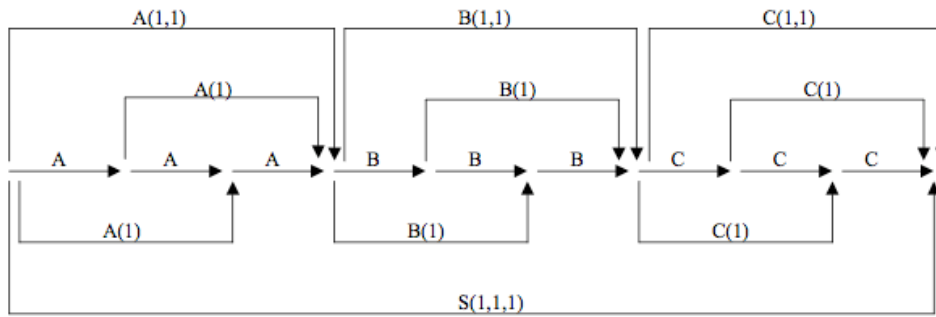 A(1,1) B(1,1) C(1,1)
A(1) B(1) C(1)
A A A B B B C C C
A(1) B(1) C(1)
S(1,1,1)